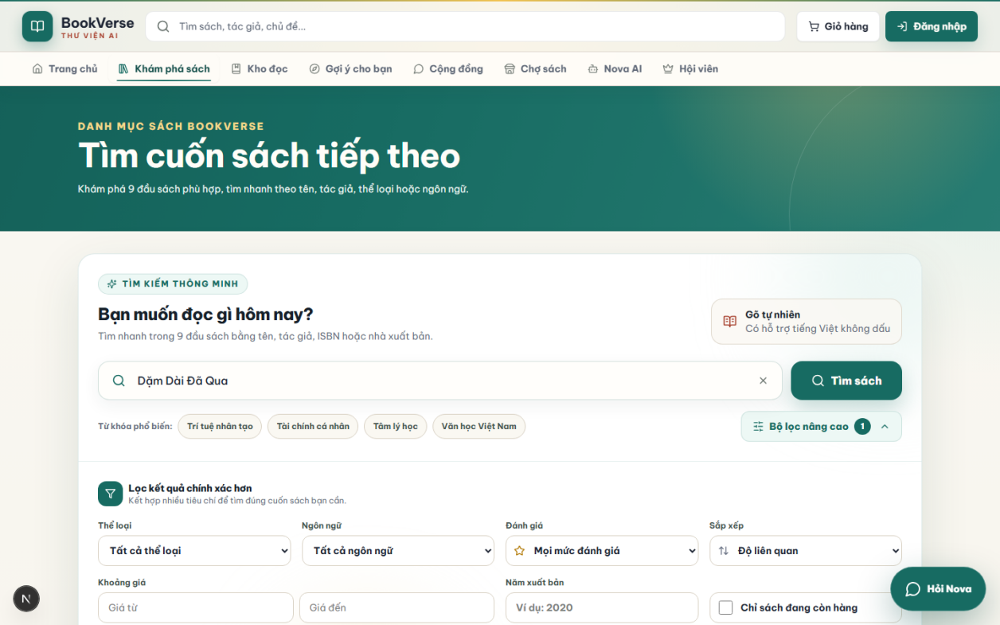 BookVerse
THƯ VIỆN AI
Tìm sách, tác giả, chủ đề...
Giỏ hàng
Đăng nhập
Trang chủ
Khám phá sách
Kho đọc
Gợi ý cho bạn
Cộng đồng
Chợ sách
Nova AI
Hội viên
DANH MỤC SÁCH BOOKVERSE
Tìm cuốn sách tiếp theo
Khám phá 9 đầu sách phù hợp, tìm nhanh theo tên, tác giả, thể loại hoặc ngôn ngữ.
TÌM KIẾM THÔNG MINH
Bạn muốn đọc gì hôm nay?
Tìm nhanh trong 9 đầu sách bằng tên, tác giả, ISBN hoặc nhà xuất bản.
Gõ tự nhiên
Có hỗ trợ tiếng Việt không dấu
Dặm Dài Đã Qua
Tìm sách
Từ khóa phổ biến:
Trí tuệ nhân tạo
Tài chính cá nhân
Tâm lý học
Văn học Việt Nam
Bộ lọc nâng cao 1
Lọc kết quả chính xác hơn
Kết hợp nhiều tiêu chí để tìm đúng cuốn sách bạn cần.
Thể loại
Ngôn ngữ
Đánh giá
Sắp xếp
Tất cả thể loại
Tất cả ngôn ngữ
Mọi mức đánh giá
Độ liên quan
Khoảng giá
Năm xuất bản
Giá từ
Giá đến
Ví dụ: 2020
Chỉ sách đang còn hàng
Hỏi Nova
N